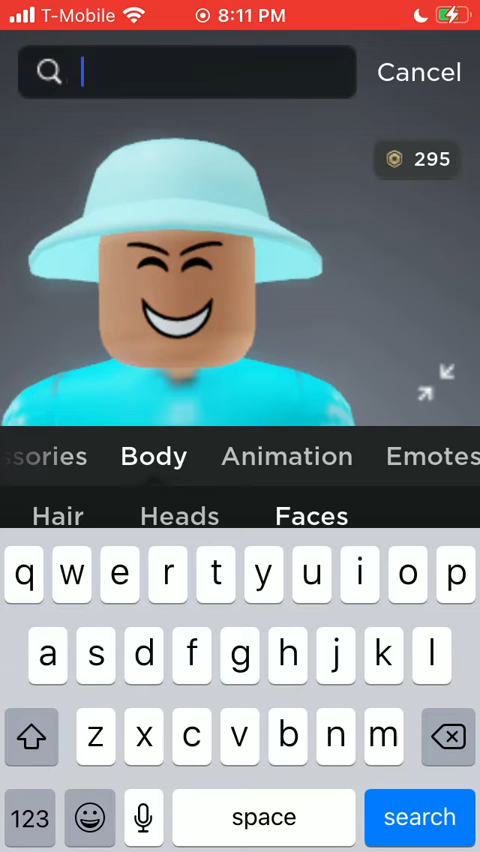 T-Mobile 8:11 PM
Cancel
295
ssories Body Animation Emotes
Hair Heads Faces
q w e r t y u i o p
a s d f g h j k l
z x c v b n m
123 space search